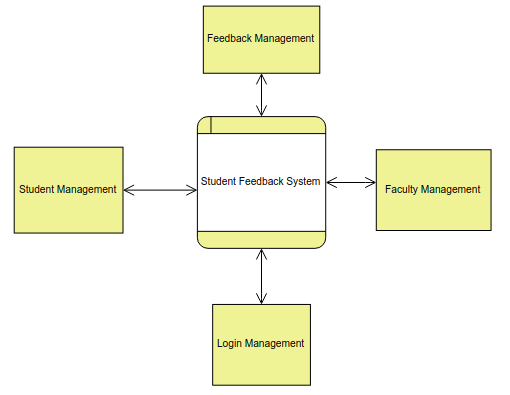 Feedback Management
Student Management
Student Feedback System
Faculty Management
Login Management